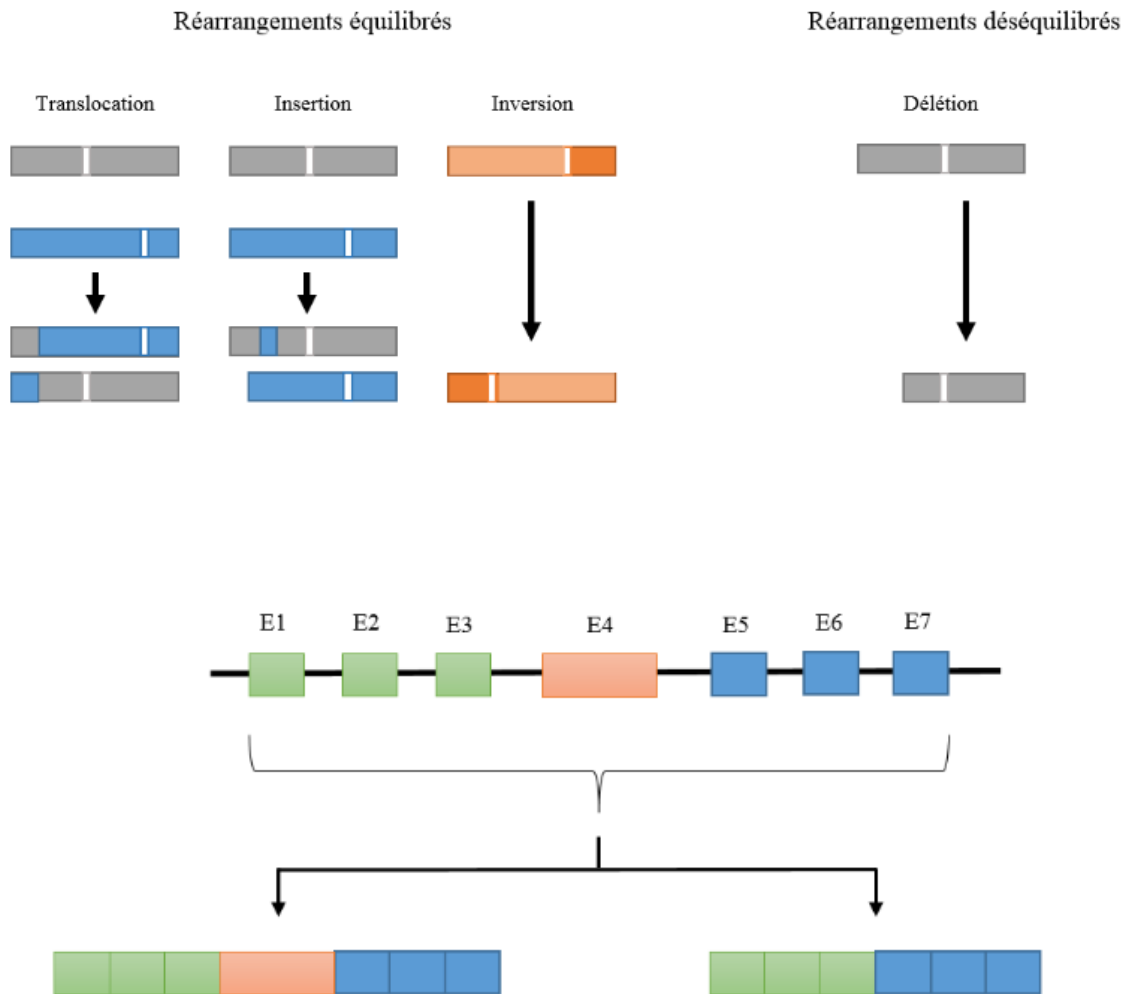 Réarrangements équilibrés
Réarrangements déséquilibrés
Translocation
Insertion
Inversion
Délétion
E1
E2
E3
E4
E5
E6
E7